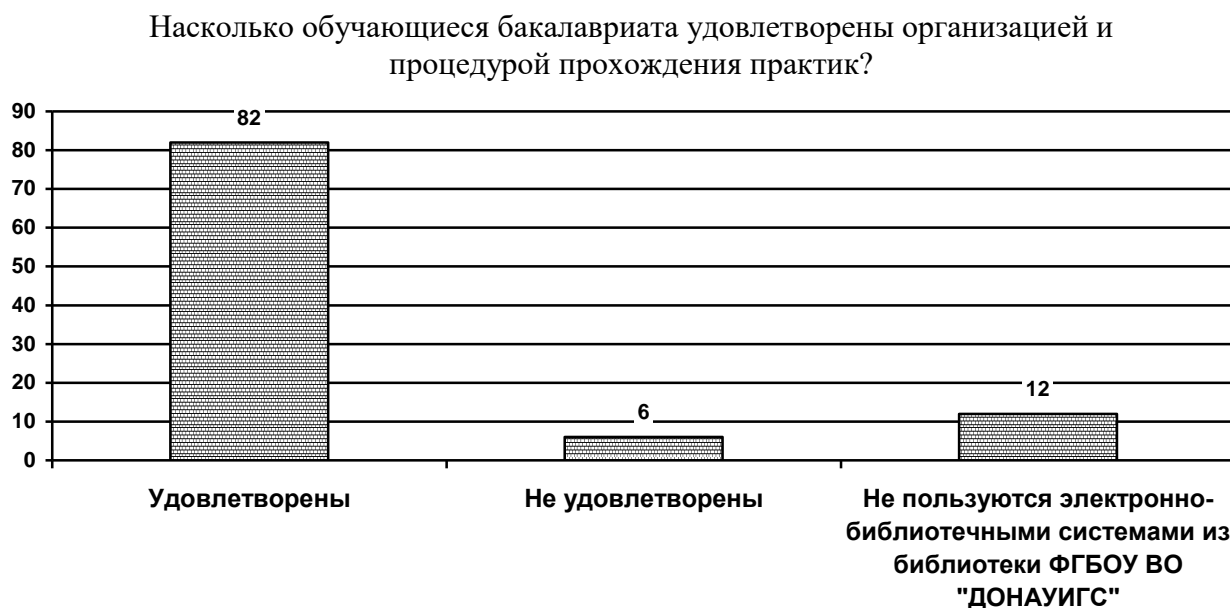 Насколько обучающиеся бакалавриата удовлетворены организацией и
процедурой прохождения практик?
90
80
70
60
50
40
30
20
10
0
82
6
12
Удовлетворены
Не удовлетворены
Не пользуются электронно-
библиотечными системами из
библиотеки ФГБОУ ВО
"ДОНАУИГС"